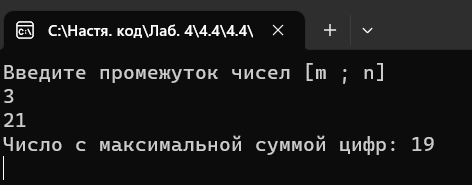 C:\Настя. код\Лаб. 4\4.4\4.4\
Введите промежуток чисел [m ; n]
3
21
Число с максимальной суммой цифр: 19